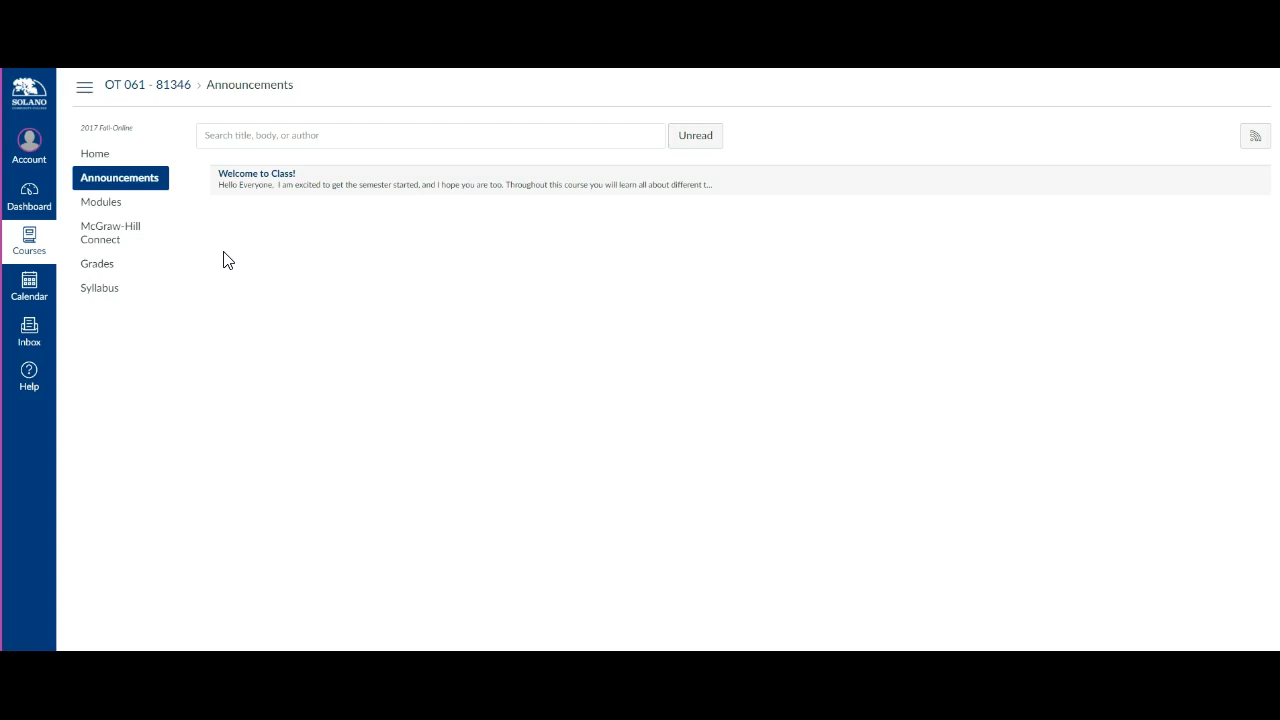 SOLANO
Account
Dashboard
Courses
Calendar
Inbox
Help
OT 061 - 81346 > Announcements
2017 Fall-Online
Home
Announcements
Modules
McGraw-Hill
Connect
Grades
Syllabus
Search title, body, or author
Unread
Welcome to Class!
Hello Everyone, I am excited to get the semester started, and I hope you are too. Throughout this course you will learn all about different t...